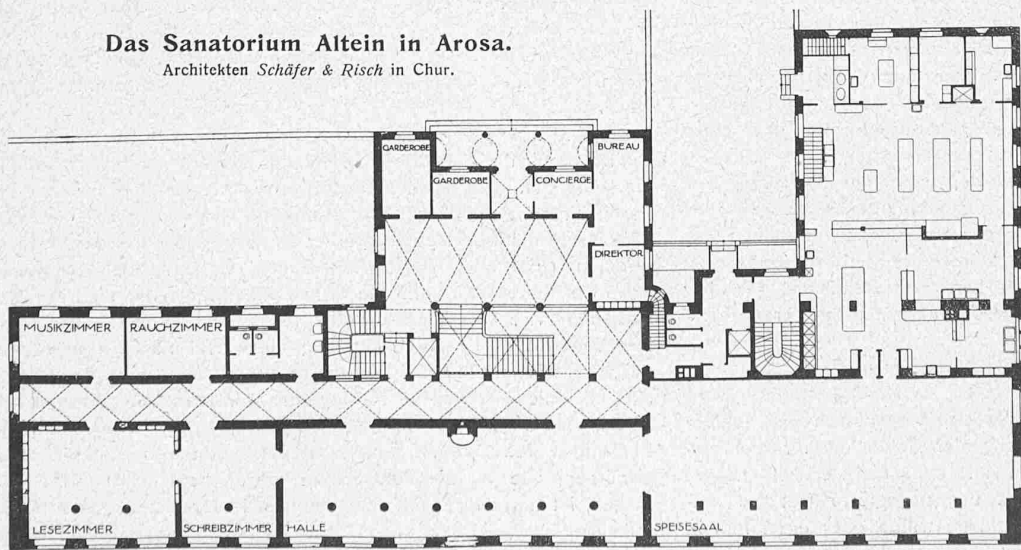 Das Sanatorium Altein in Arosa.
Architekten Schäfer & Risch in Chur.
GARDEROBE
BUREAU
GARDEROBE
CONCIERGE
DIREKTOR
MUSIKZIMMER
RAUCHZIMMER
LESEZIMMER
SCHREIBZIMMER
HALLE
SPEISESAAL